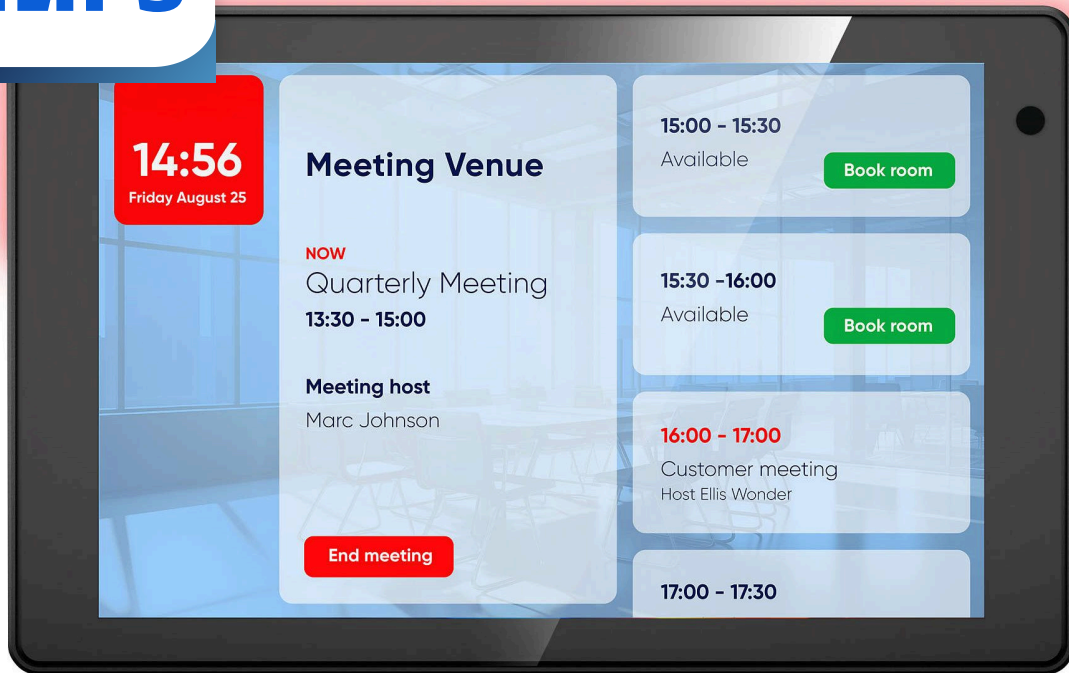 14:56
Friday August 25
Meeting Venue
NOW
Quarterly Meeting
13:30 - 15:00
Meeting host
Marc Johnson
End meeting
15:00 - 15:30
Available
Book room
15:30 -16:00
Available
Book room
16:00 - 17:00
Customer meeting
Host Ellis Wonder
17:00 - 17:30